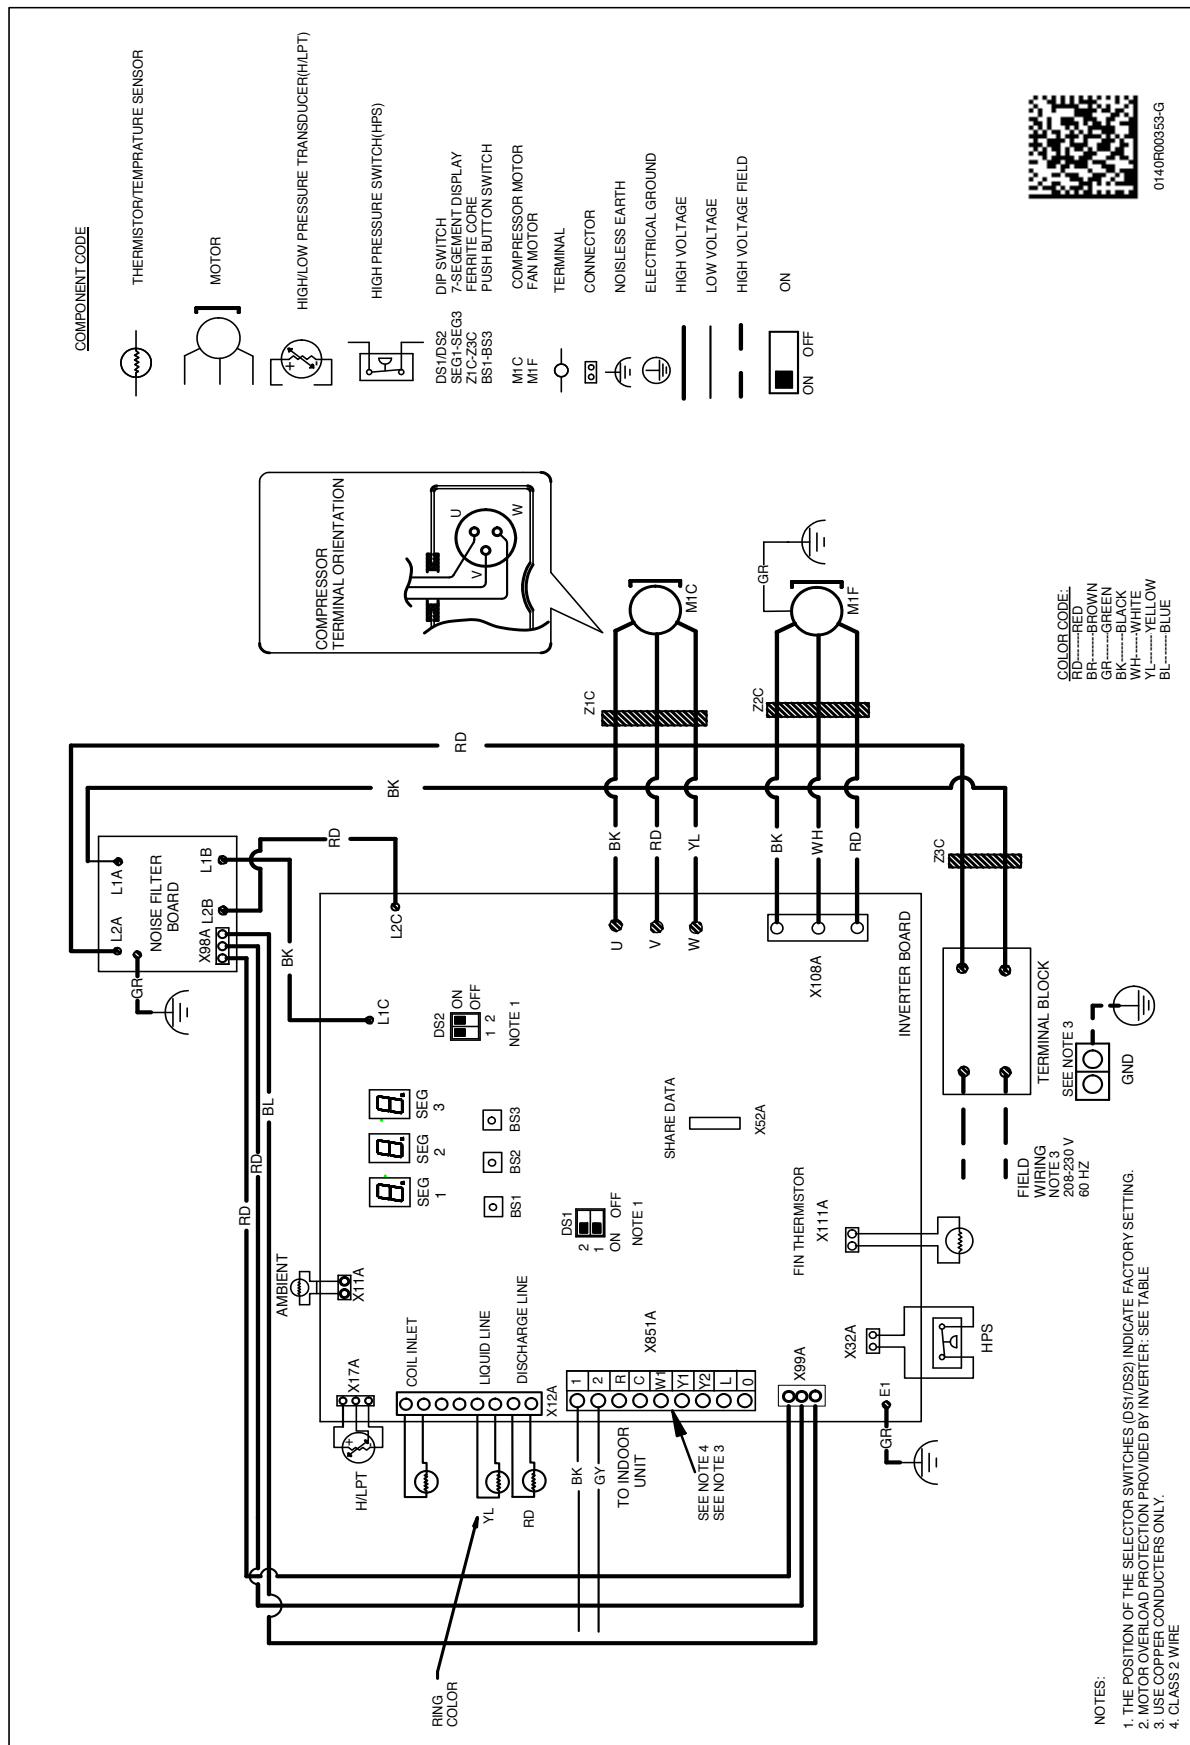 COMPONENT CODE
THERMISTOR/TEMPRATURE SENSOR
MOTOR
HIGH/LOW PRESSURE TRANSDUCER(H/LPT)
HIGH PRESSURE SWITCH(HPS)
DS1/DS2 DIP SWITCH
SEG1-SEG3 7-SEGEMENT DISPLAY
Z1C-Z3C FERRITE CORE
BS1-BS3 PUSH BUTTON SWITCH
M1C COMPRESSOR MOTOR
M1F FAN MOTOR
TERMINAL
CONNECTOR
NOISLESS EARTH
ELECTRICAL GROUND
HIGH VOLTAGE
LOW VOLTAGE
HIGH VOLTAGE FIELD
ON
ON OFF
0140R00353-G
COMPRESSOR
TERMINAL ORIENTATION
U
V
W
L2A
L1A
NOISE FILTER
BOARD
X98A
L2B
L1B
GR
RD
BK
RD
BK
RD
RD
BL
L2C
L1C
DS2
ON
OFF
1 2
NOTE 1
8. 8. 8.
SEG
1
SEG
2
SEG
3
BS1
BS2
BS3
DS1
2
1
ON OFF
NOTE 1
SHARE DATA
X52A
AMBIENT
X11A
X17A
H/LPT
COIL INLET
LIQUID LINE
DISCHARGE LINE
X12A
YL
RD
RING
COLOR
X851A
1
2
R
C
W1
Y1
Y2
L
0
BK
GY
TO INDOOR
UNIT
SEE NOTE 4
SEE NOTE 3
X99A
E1
GR
X32A
HPS
FIN THERMISTOR
X111A
INVERTER BOARD
U
V
W
BK
RD
YL
Z1C
M1C
X108A
BK
WH
RD
Z2C
M1F
GR
Z3C
TERMINAL BLOCK
SEE NOTE 3
GND
FIELD
WIRING
NOTE 3
208-230 V
60 HZ
COLOR CODE:
RD-------RED
BR-------BROWN
GR-------GREEN
BK-------BLACK
WH-------WHITE
YL-------YELLOW
BL-------BLUE
NOTES:
1. THE POSITION OF THE SELECTOR SWITCHES (DS1/DS2) INDICATE FACTORY SETTING.
2. MOTOR OVERLOAD PROTECTION PROVIDED BY INVERTER: SEE TABLE
3. USE COPPER CONDUCTERS ONLY.
4. CLASS 2 WIRE